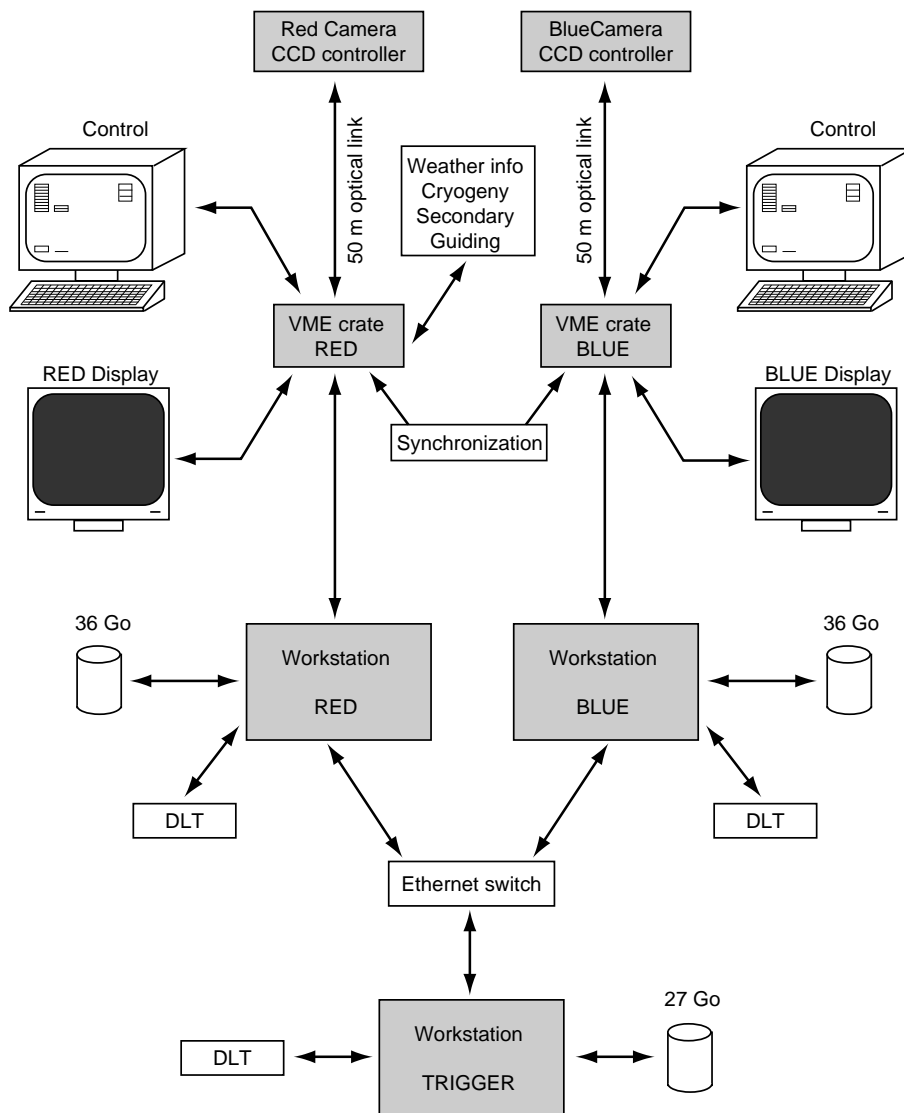 Red Camera
CCD controller
BlueCamera
CCD controller
Control
50 m optical link
Weather info
Cryogeny
Secondary
Guiding
50 m optical link
Control
VME crate
RED
VME crate
BLUE
RED Display
BLUE Display
Synchronization
36 Go
Workstation
RED
Workstation
BLUE
36 Go
DLT
DLT
Ethernet switch
27 Go
Workstation
TRIGGER
DLT